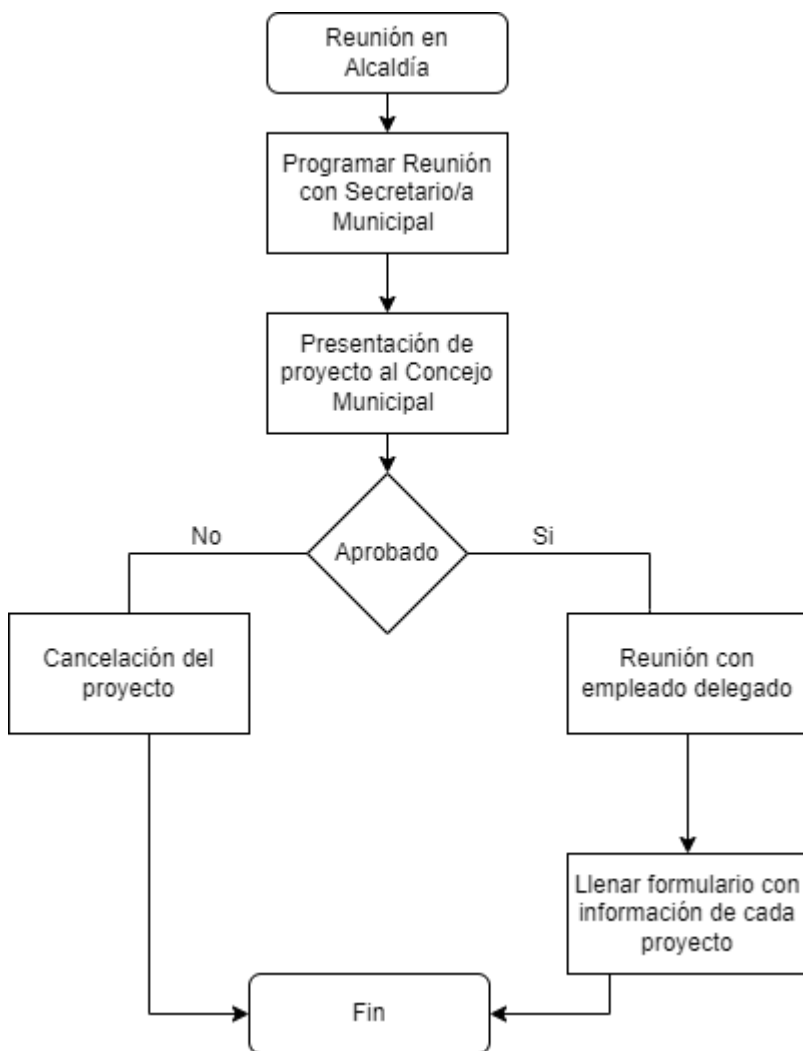 Reunión en
Alcaldía
Programar Reunión
con Secretario/a
Municipal
Presentación de
proyecto al Concejo
Municipal
No
Aprobado
Si
Cancelación del
proyecto
Reunión con
empleado delegado
Llenar formulario con
información de cada
proyecto
Fin